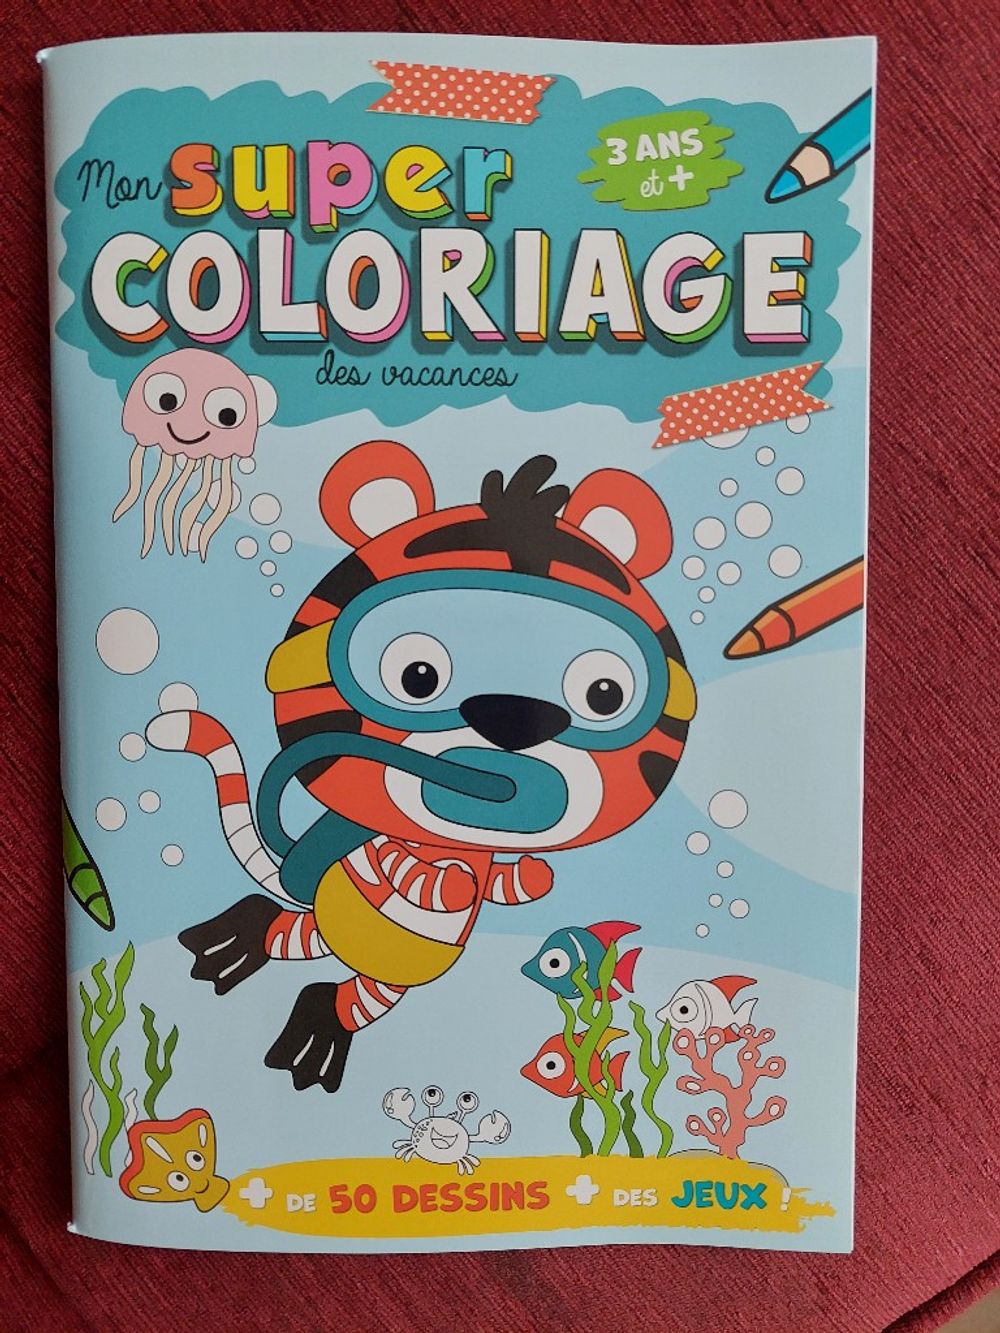 Mon super
3 ANS
et +
COLORIAGE
des vacances
+ DE 50 DESSINS + DES JEUX !